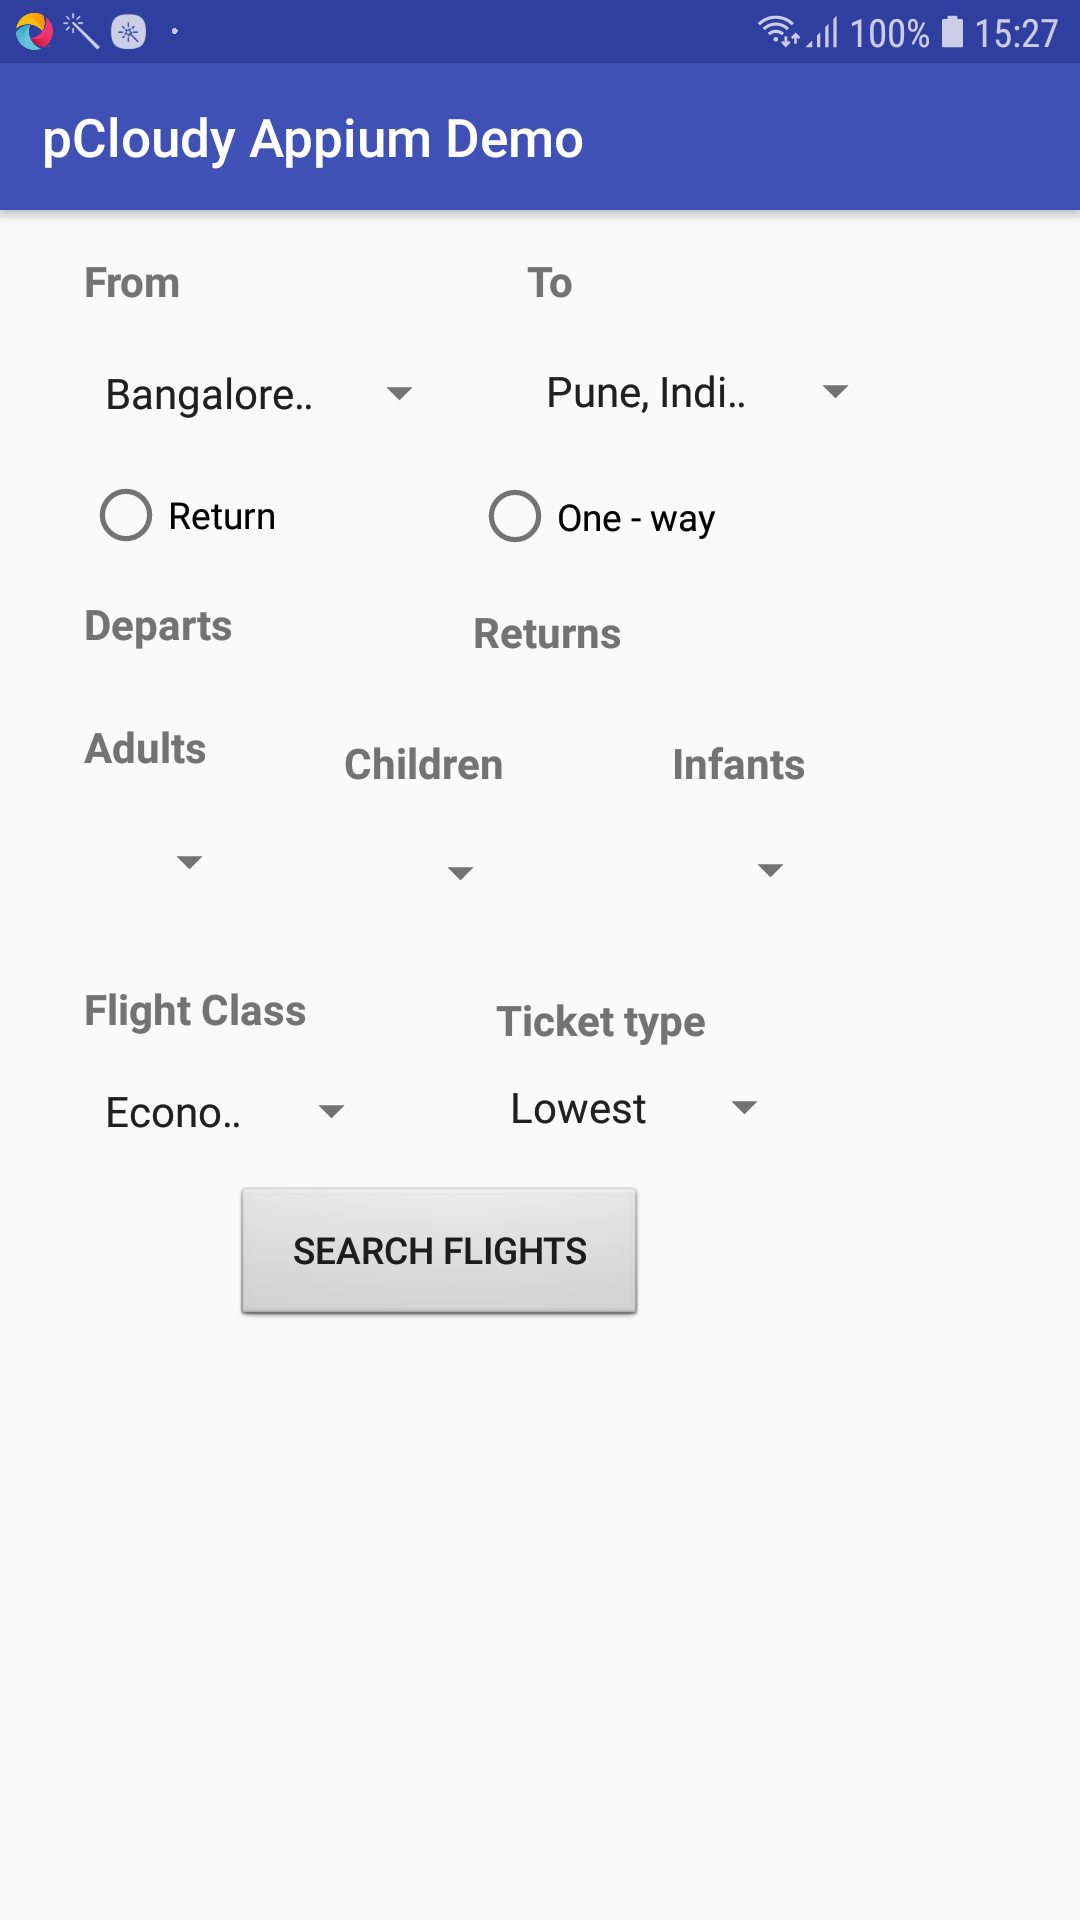 100% 15:27
pCloudy Appium Demo
From To
Bangalore.. Pune, Indi..
Return One - way
Departs Returns
Adults Children Infants
Flight Class Ticket type
Econo.. Lowest
SEARCH FLIGHTS